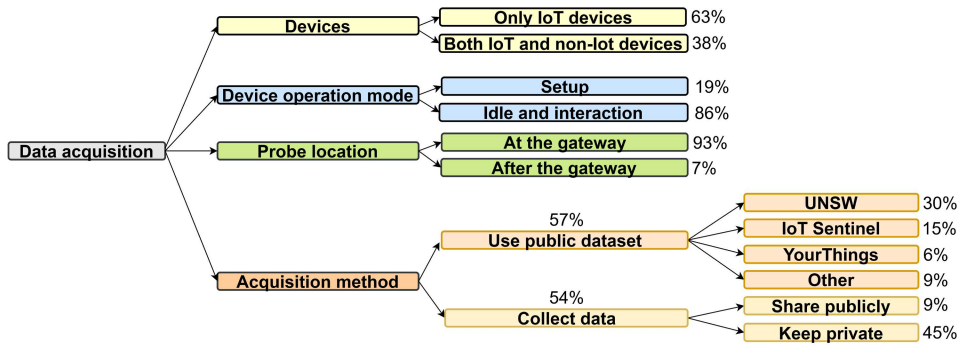 Devices
Only IoT devices 63%
Both IoT and non-Iot devices 38%
Device operation mode
Setup 19%
Idle and interaction 86%
Data acquisition
Probe location
At the gateway 93%
After the gateway 7%
Acquisition method
57%
Use public dataset
UNSW 30%
IoT Sentinel 15%
YourThings 6%
Other 9%
54%
Collect data
Share publicly 9%
Keep private 45%